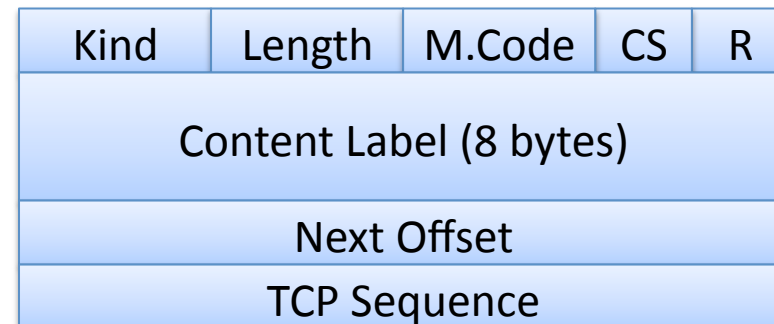 Kind Length M.Code CS R
Content Label (8 bytes)
Next Offset
TCP Sequence